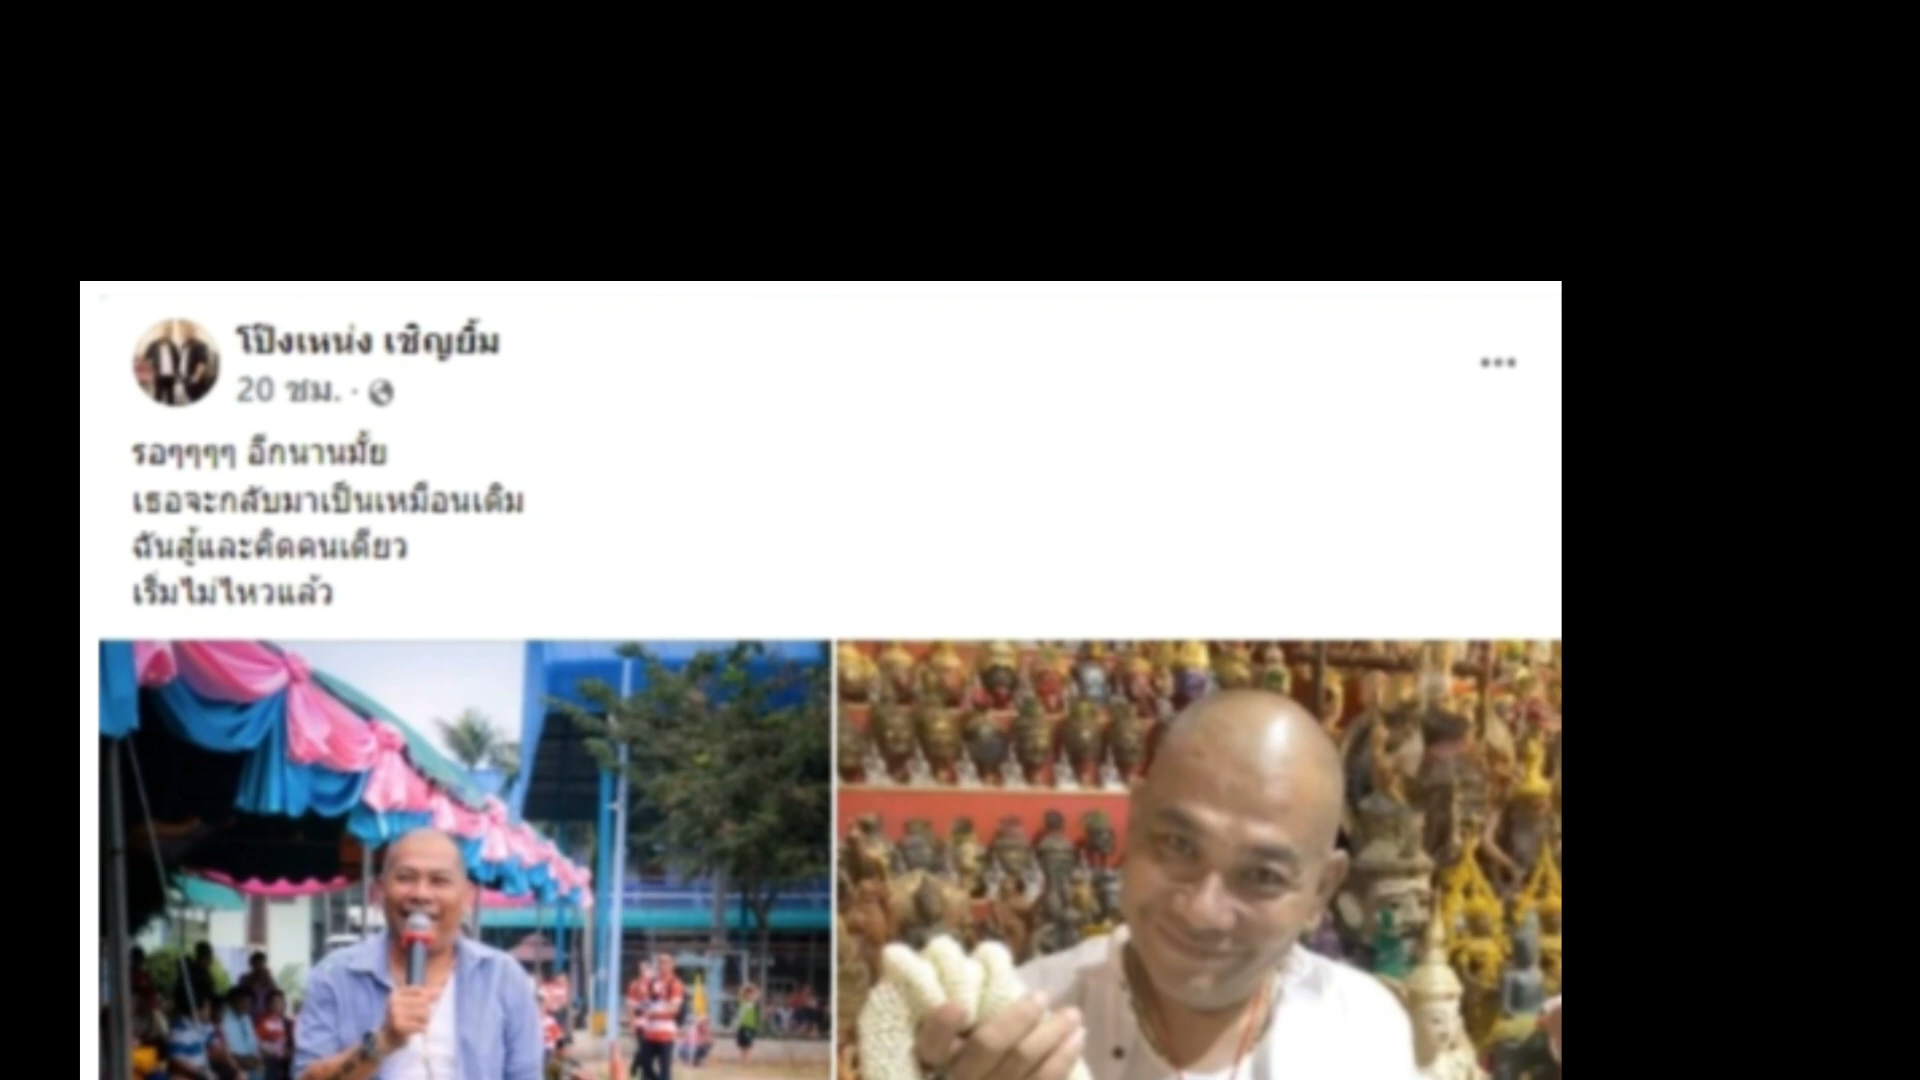 โป๊งเหน่ง เชิญยิ้ม
20 ชม. ·
รอๆๆๆๆ อีกนานมั้ย
เธอจะกลับมาเป็นเหมือนเดิม
ฉันสู้และคิดคนเดียว
เริ่มไม่ไหวแล้ว